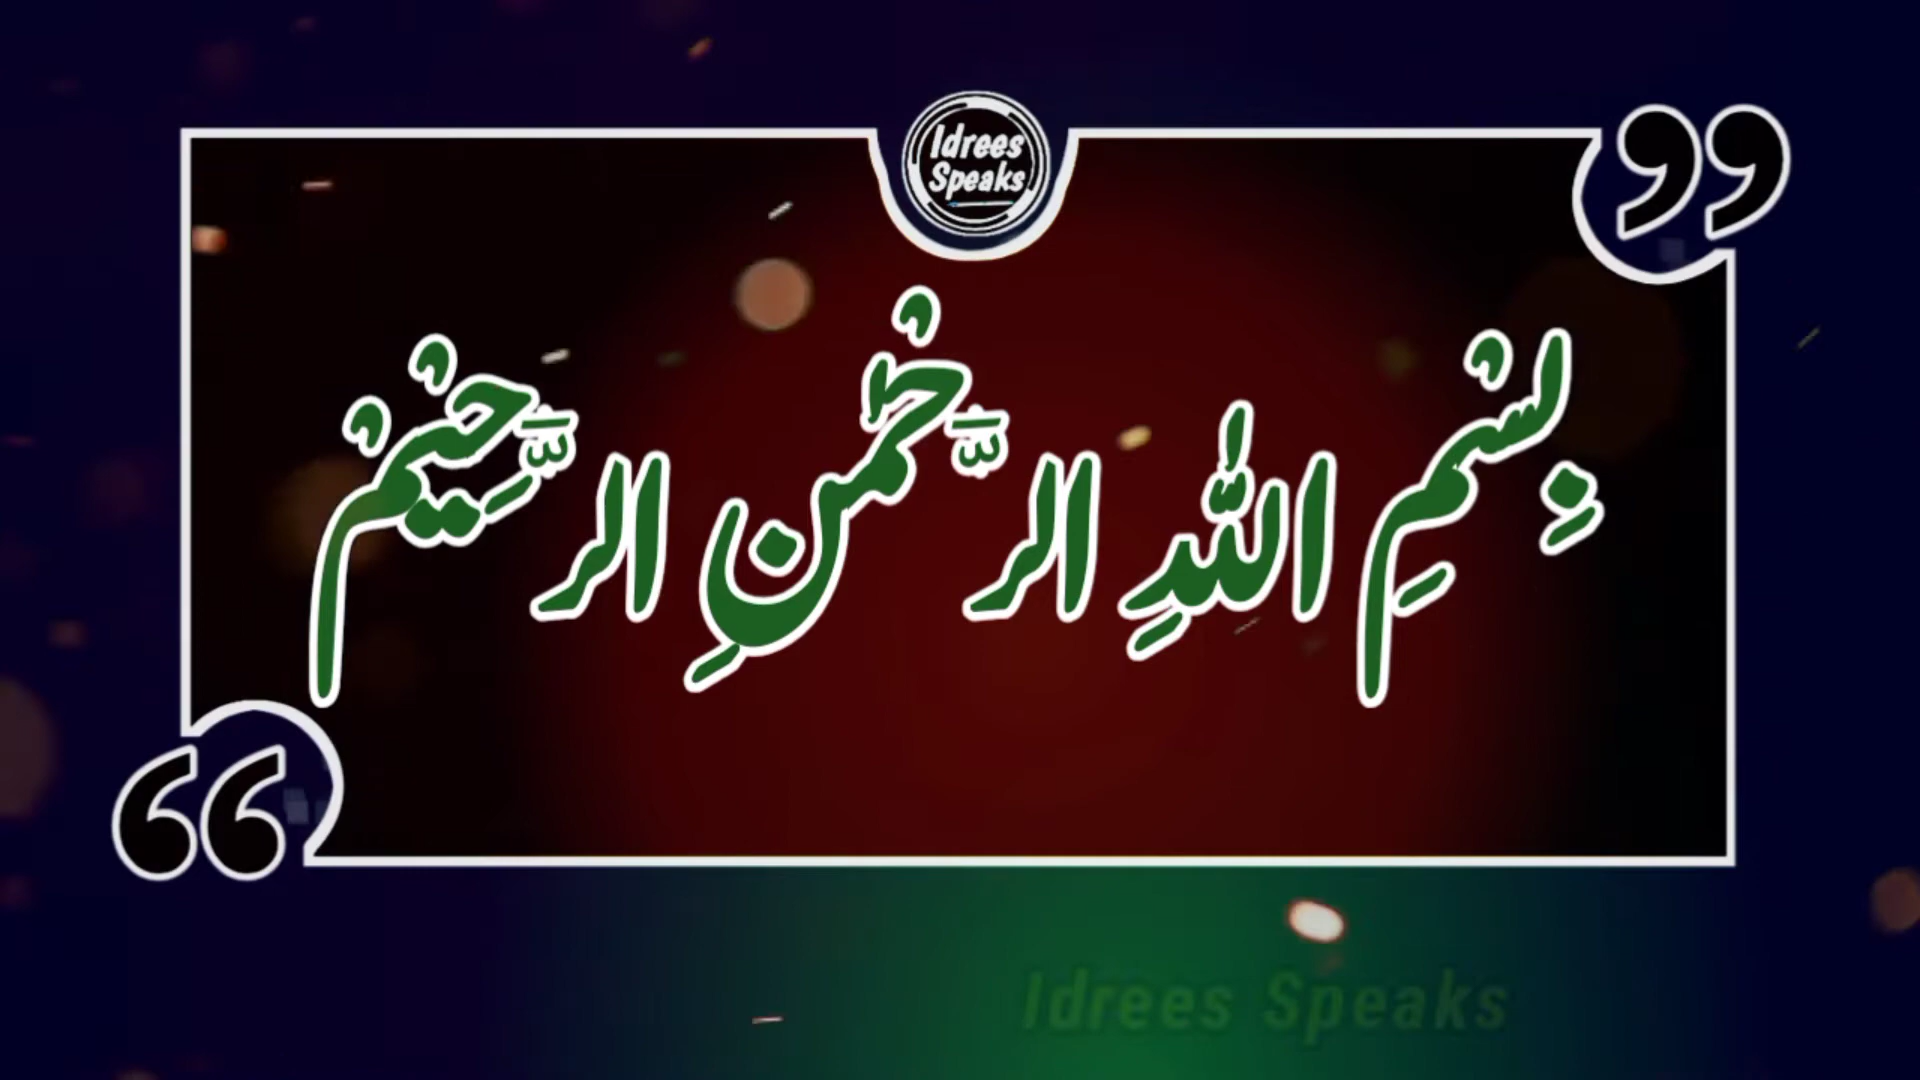 Idrees
Speaks
بِسْمِ اللّٰهِ الرَّحْمٰنِ الرَّحِیْمْ
Idrees Speaks